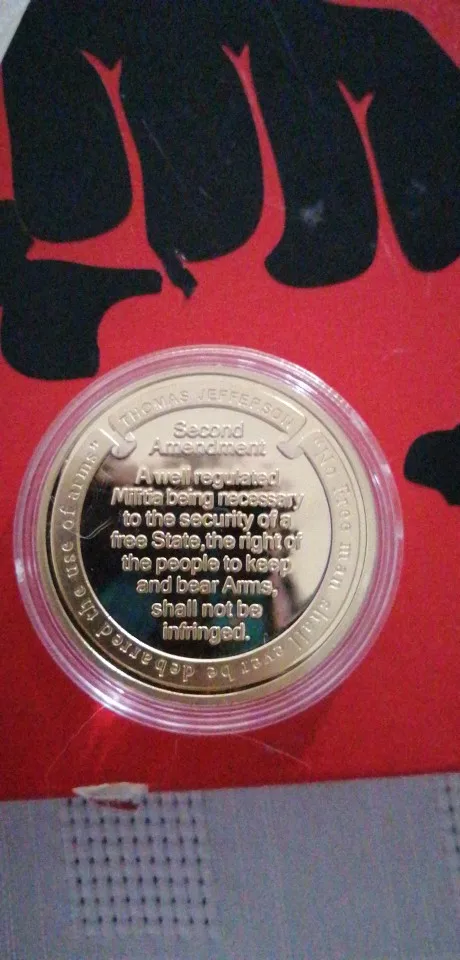 THOMAS JEFFERSON
"No free man shall ever be debarred the use of arms"
Second
Amendment
A well regulated
Militia being necessary
to the security of a
free State,the right of
the people to keep
and bear Arms,
shall not be
infringed.